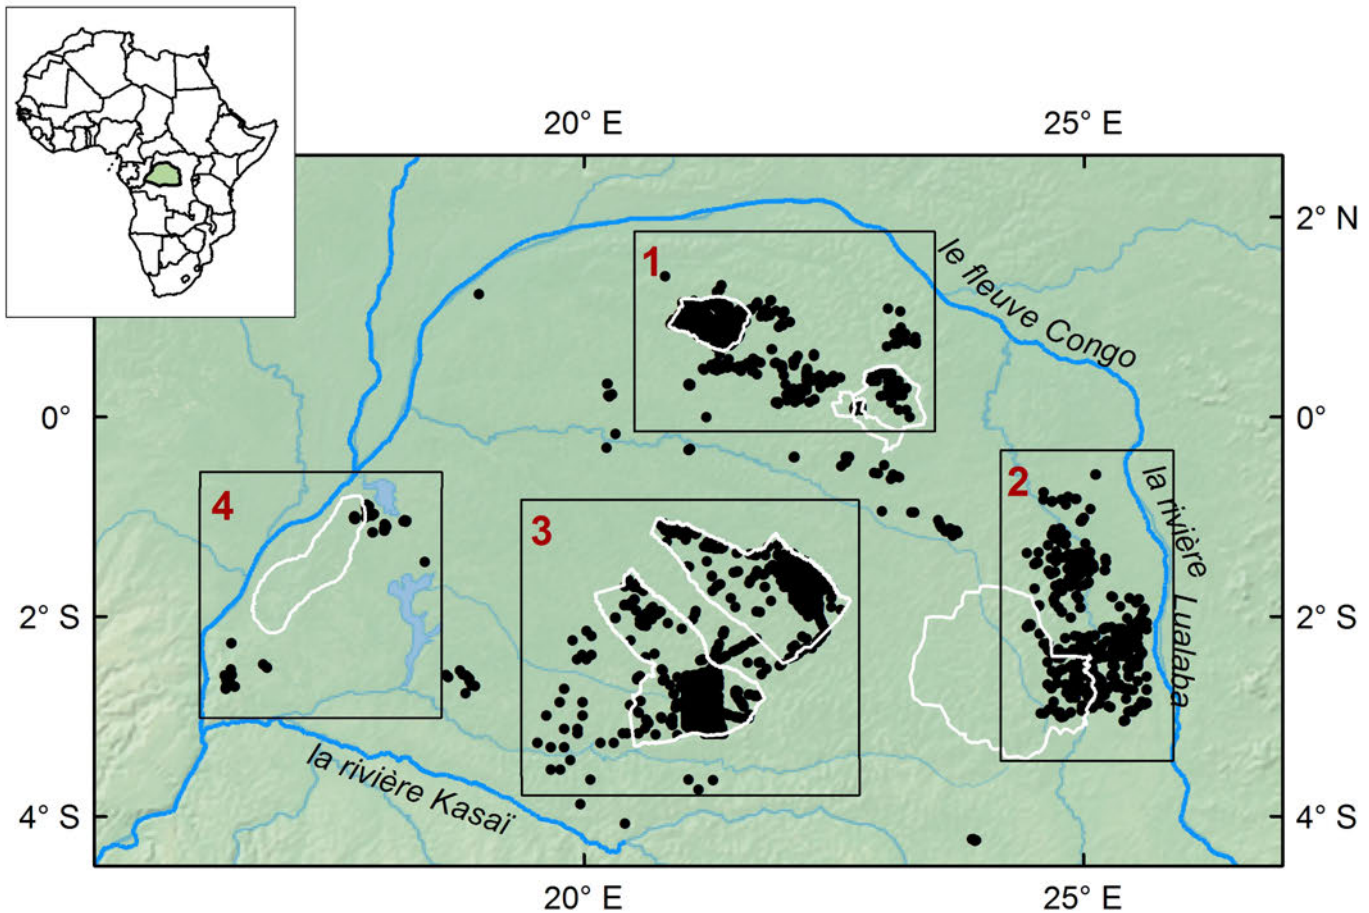 20° E
25° E
2° N
1
le fleuve Congo
0°
0°
2
la rivière Lualaba
4
3
2° S
2° S
la rivière Kasaï
4° S
4° S
20° E
25° E